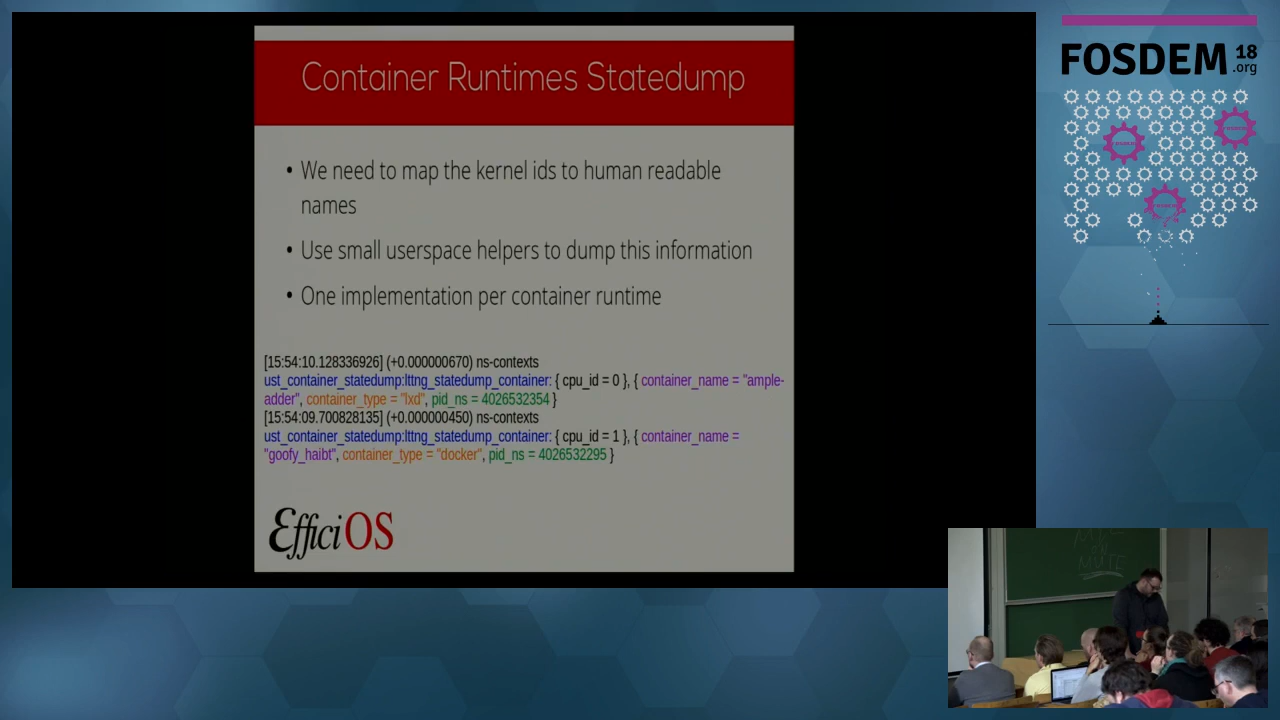 Container Runtimes Statedump
• We need to map the kernel ids to human readable
names
• Use small userspace helpers to dump this information
• One implementation per container runtime
[15:54:10.128336926] (+0.000000670) ns-contexts
ust_container_statedump:lttng_statedump_container: { cpu_id = 0 }, { container_name = "ample-
adder", container_type = "lxd", pid_ns = 4026532354 }
[15:54:09.700828135] (+0.000000450) ns-contexts
ust_container_statedump:lttng_statedump_container: { cpu_id = 1 }, { container_name =
"goofy_haibt", container_type = "docker", pid_ns = 4026532295 }
EfficiOS
FOSDEM 18
.org
MUTE